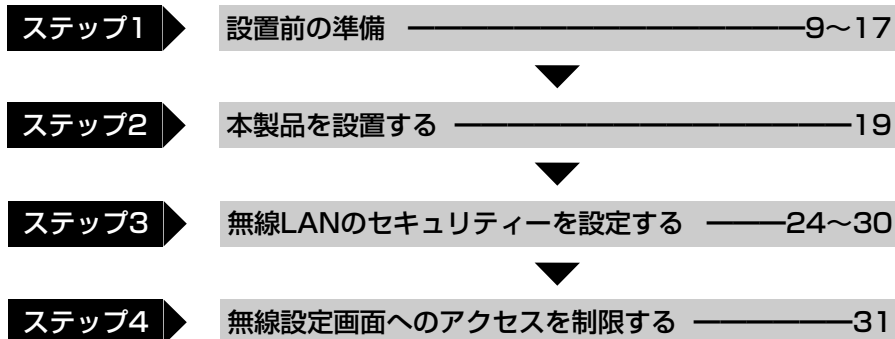 ステップ1 設置前の準備 ―――――――――――――――9〜17
ステップ2 本製品を設置する ―――――――――――――――19
ステップ3 無線LANのセキュリティーを設定する ―――24〜30
ステップ4 無線設定画面へのアクセスを制限する ――――――31